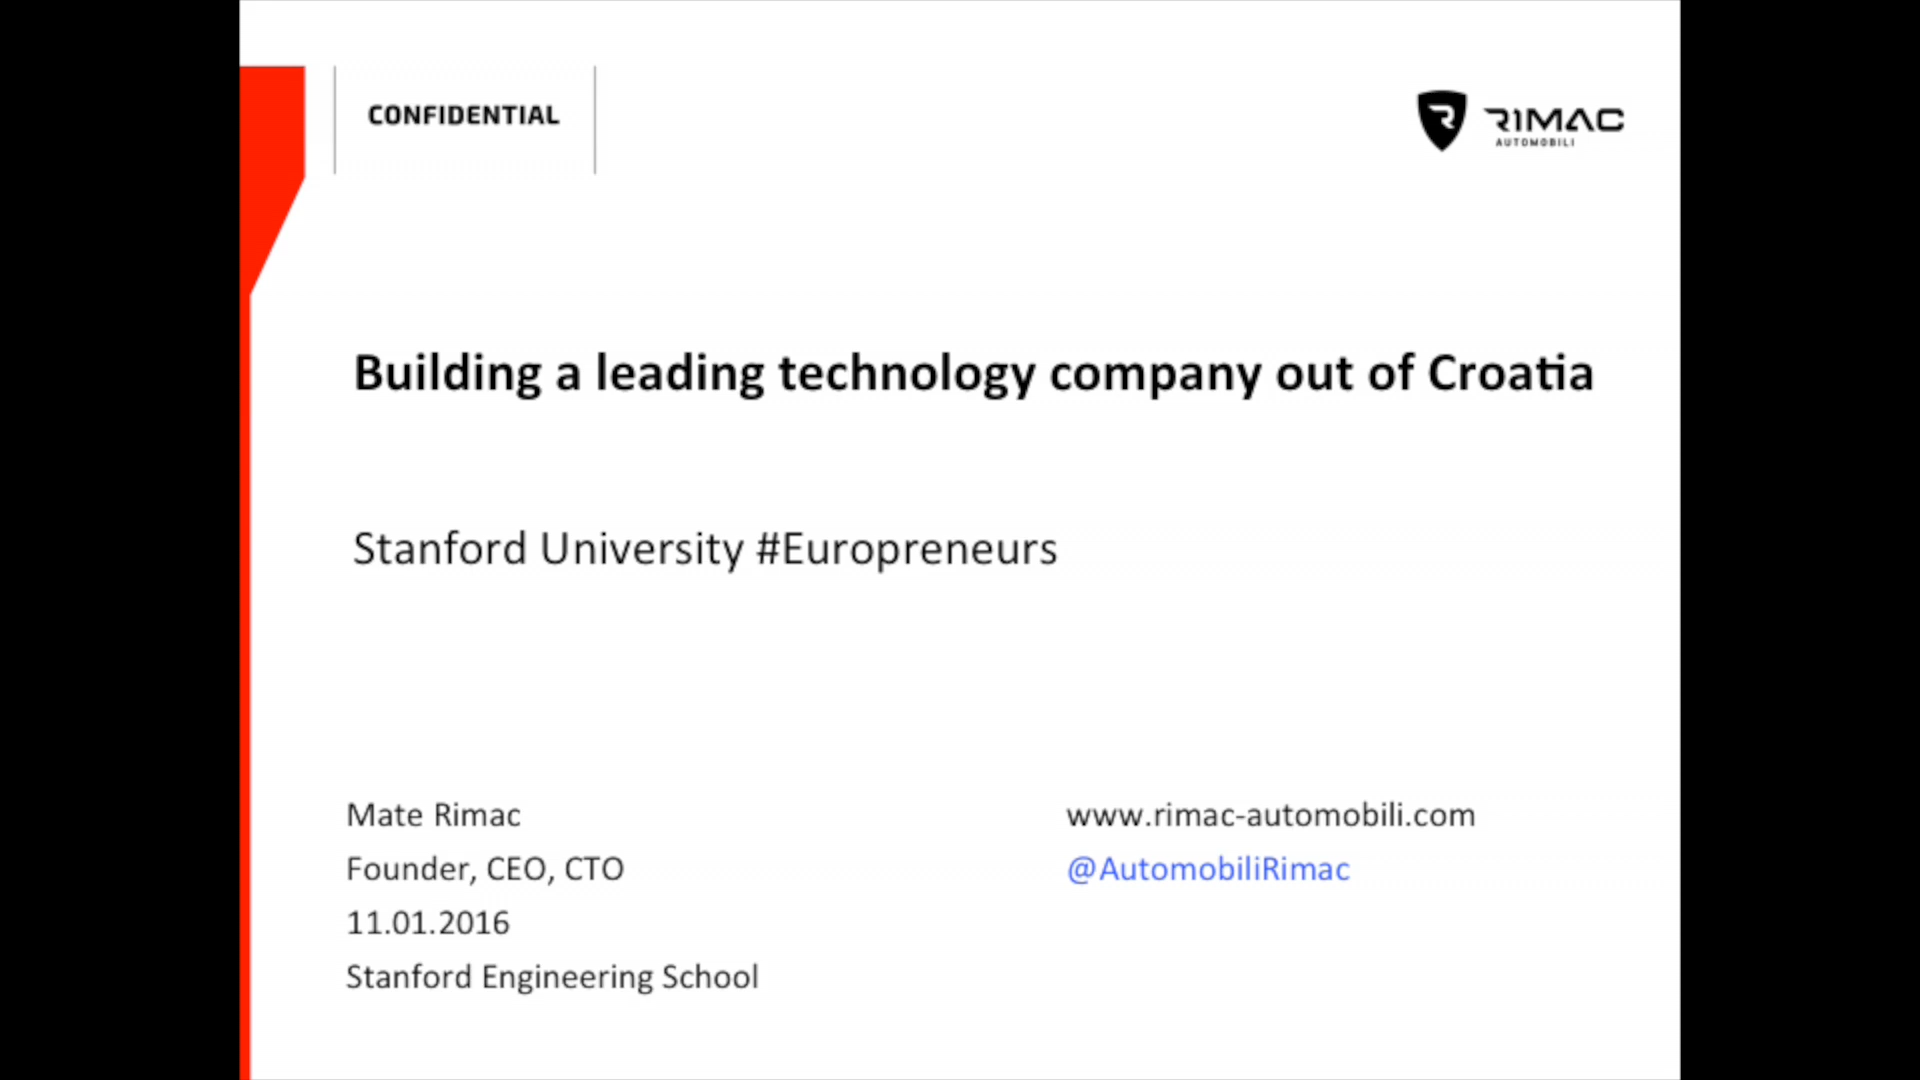 CONFIDENTIAL
RIMAC
AUTOMOBILI
Building a leading technology company out of Croatia
Stanford University #Europreneurs
Mate Rimac
Founder, CEO, CTO
11.01.2016
Stanford Engineering School
www.rimac-automobili.com
@AutomobiliRimac